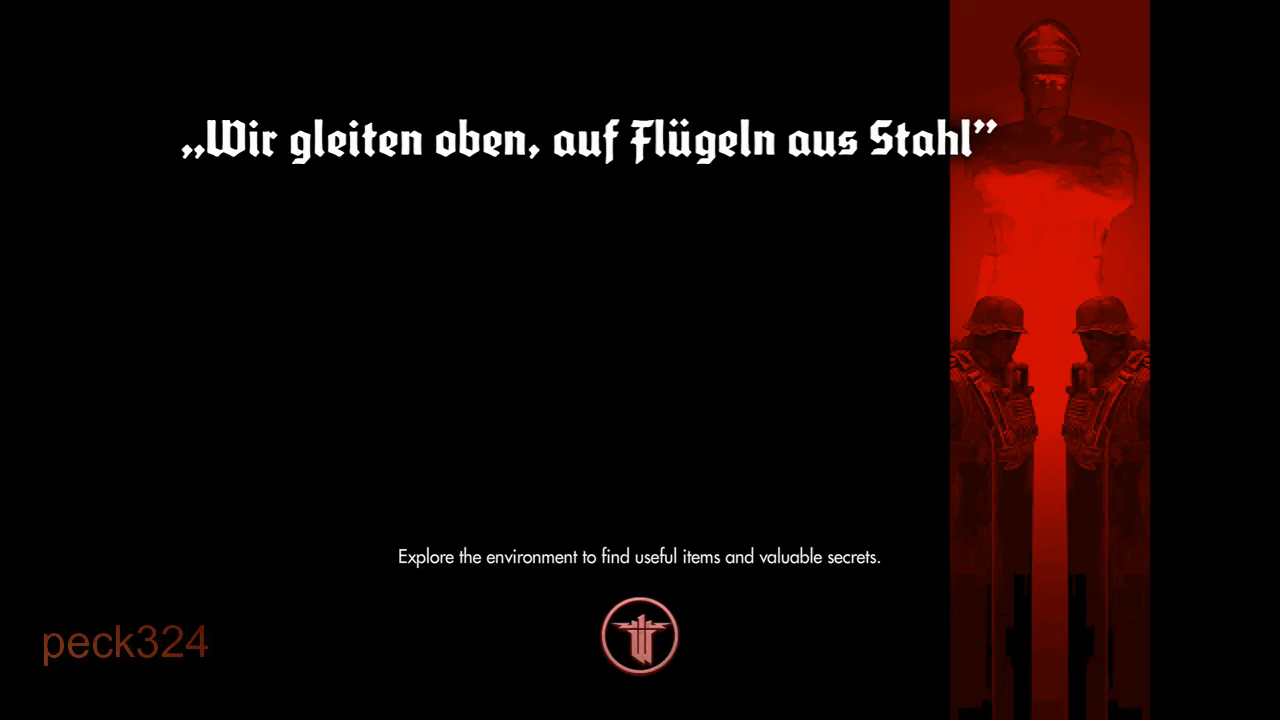 „Wir gleiten oben, auf Flügeln aus Stahl”
Explore the environment to find useful items and valuable secrets.
peck324